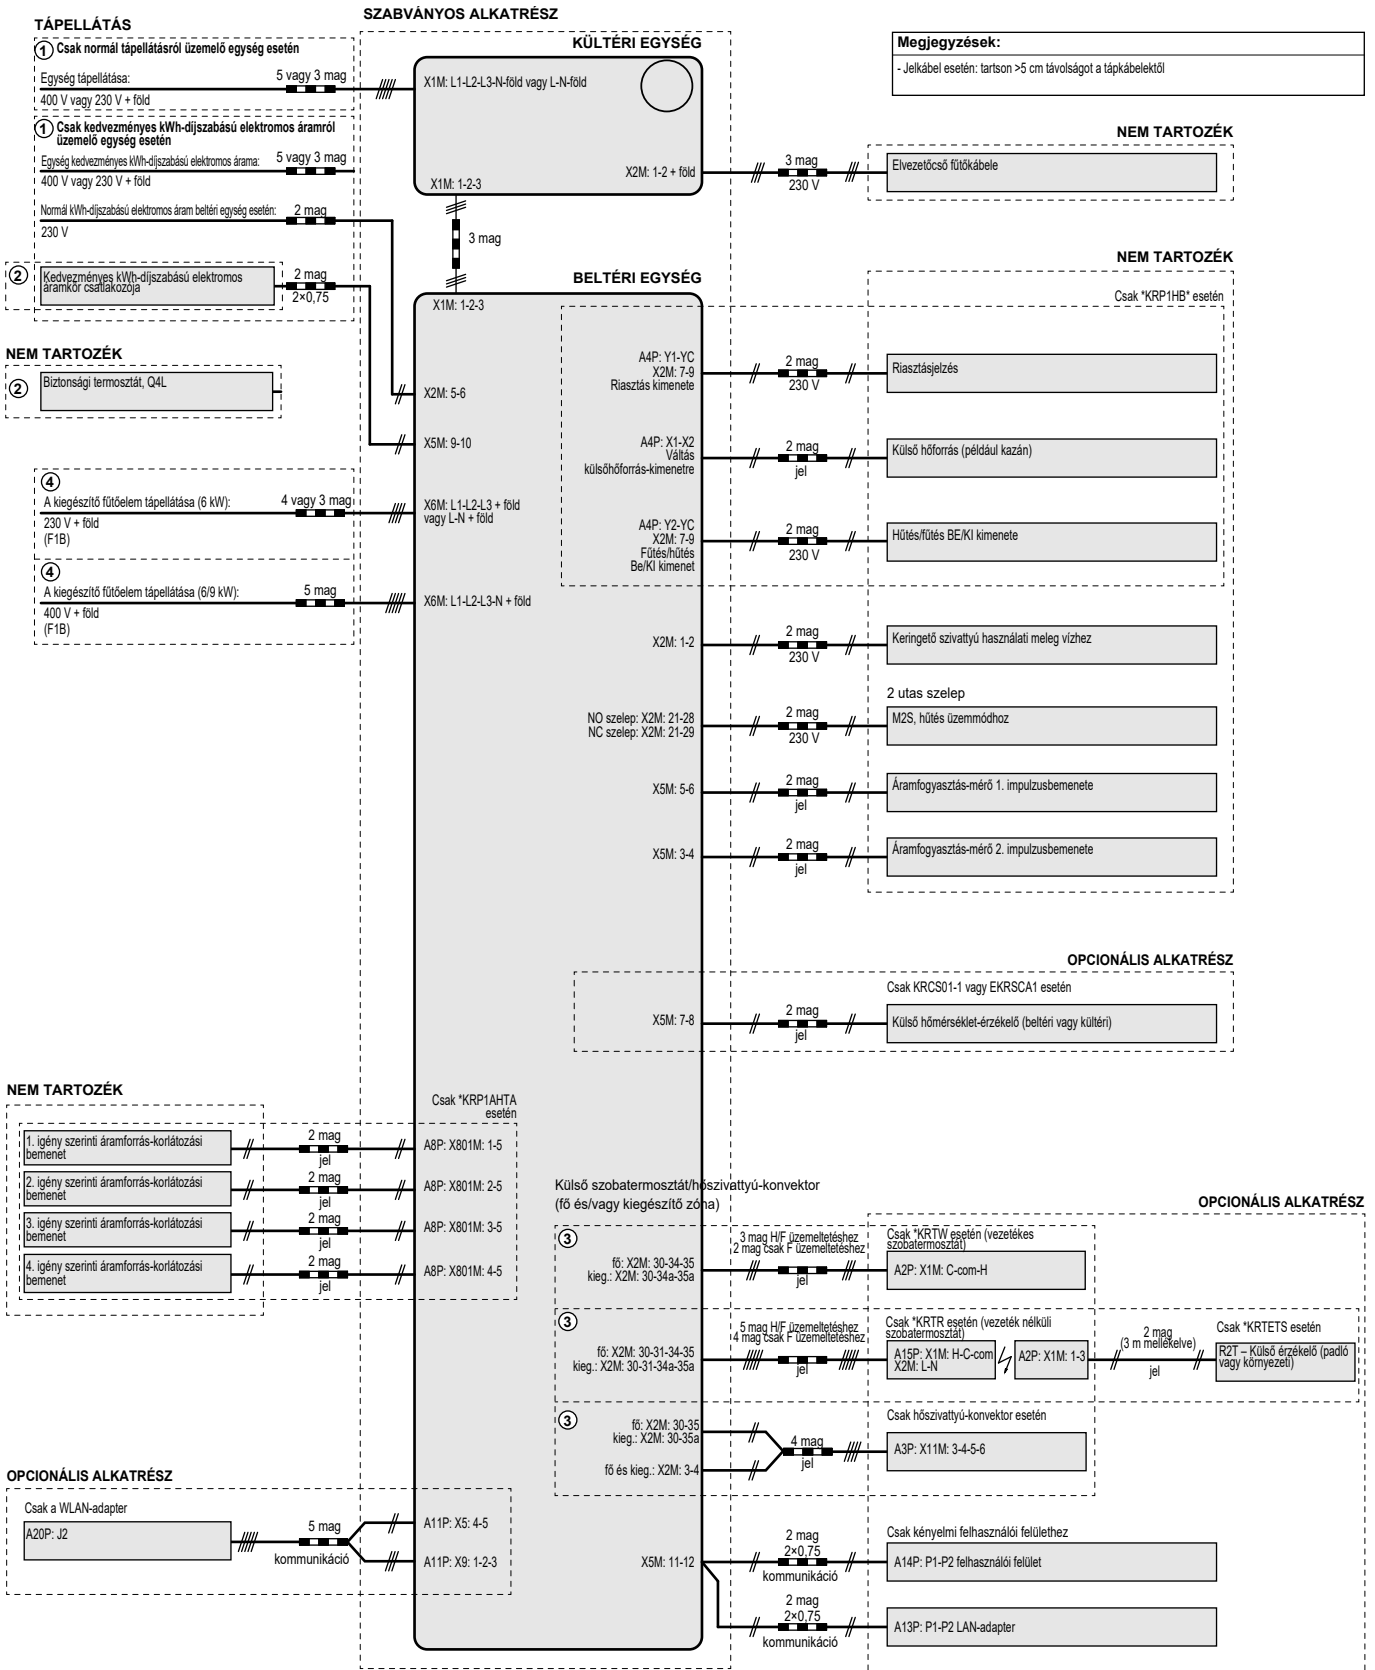 SZABVÁNYOS ALKATRÉSZ
TÁPELLÁTÁS
1 Csak normál tápellátásról üzemelő egység esetén
Egység tápellátása:
5 vagy 3 mag
400 V vagy 230 V + föld
1 Csak kedvezményes kWh-díjszabású elektromos áramról
üzemelő egység esetén
Egység kedvezményes kWh-díjszabású elektromos árama:
5 vagy 3 mag
400 V vagy 230 V + föld
Normál kWh-díjszabású elektromos áram beltéri egység esetén:
2 mag
230 V
2
Kedvezményes kWh-díjszabású elektromos
áramkör csatlakozója
2 mag
2×0,75
NEM TARTOZÉK
2
Biztonsági termosztát, Q4L
4
A kiegészítő fűtőelem tápellátása (6 kW):
4 vagy 3 mag
230 V + föld
(F1B)
4
A kiegészítő fűtőelem tápellátása (6/9 kW):
5 mag
400 V + föld
(F1B)
KÜLTÉRI EGYSÉG
X1M: L1-L2-L3-N-föld vagy L-N-föld
X2M: 1-2 + föld
X1M: 1-2-3
3 mag
Megjegyzések:
- Jelkábel esetén: tartson >5 cm távolságot a tápkábelektől
NEM TARTOZÉK
3 mag
230 V
Elvezetőcső fűtőkábele
BELTÉRI EGYSÉG
X1M: 1-2-3
X2M: 5-6
X5M: 9-10
X6M: L1-L2-L3 + föld
vagy L-N + föld
X6M: L1-L2-L3-N + föld
NEM TARTOZÉK
Csak *KRP1HB* esetén
A4P: Y1-YC
X2M: 7-9
Riasztás kimenete
2 mag
230 V
Riasztásjelzés
A4P: X1-X2
Váltás
külsőhőforrás-kimenetre
2 mag
jel
Külső hőforrás (például kazán)
A4P: Y2-YC
X2M: 7-9
Fűtés/hűtés
Be/KI kimenet
2 mag
230 V
Hűtés/fűtés BE/KI kimenete
X2M: 1-2
2 mag
230 V
Keringető szivattyú használati meleg vízhez
2 utas szelep
NO szelep: X2M: 21-28
NC szelep: X2M: 21-29
2 mag
230 V
M2S, hűtés üzemmódhoz
X5M: 5-6
2 mag
jel
Áramfogyasztás-mérő 1. impulzusbemenete
X5M: 3-4
2 mag
jel
Áramfogyasztás-mérő 2. impulzusbemenete
OPCIONÁLIS ALKATRÉSZ
Csak KRCS01-1 vagy EKRSCA1 esetén
X5M: 7-8
2 mag
jel
Külső hőmérséklet-érzékelő (beltéri vagy kültéri)
NEM TARTOZÉK
Csak *KRP1AHTA
esetén
1. igény szerinti áramforrás-korlátozási
bemenet
2 mag
jel
A8P: X801M: 1-5
2. igény szerinti áramforrás-korlátozási
bemenet
2 mag
jel
A8P: X801M: 2-5
3. igény szerinti áramforrás-korlátozási
bemenet
2 mag
jel
A8P: X801M: 3-5
4. igény szerinti áramforrás-korlátozási
bemenet
2 mag
jel
A8P: X801M: 4-5
Külső szobatermosztát/hőszivattyú-konvektor
(fő és/vagy kiegészítő zóna)
OPCIONÁLIS ALKATRÉSZ
3
fő: X2M: 30-34-35
kieg.: X2M: 30-34a-35a
3 mag H/F üzemeltetéshez
2 mag csak F üzemeltetéshez
jel
Csak *KRTW esetén (vezetékes
szobatermosztát)
A2P: X1M: C-com-H
3
fő: X2M: 30-31-34-35
kieg.: X2M: 30-31-34a-35a
5 mag H/F üzemeltetéshez
4 mag csak F üzemeltetéshez
jel
Csak *KRTR esetén (vezeték nélküli
szobatermosztát)
A15P: X1M: H-C-com
X2M: L-N
A2P: X1M: 1-3
2 mag
(3 m mellékelve)
jel
Csak *KRTETS esetén
R2T – Külső érzékelő (padló
vagy környezeti)
3
fő: X2M: 30-35
kieg.: X2M: 30-35a
fő és kieg.: X2M: 3-4
4 mag
jel
Csak hőszivattyú-konvektor esetén
A3P: X11M: 3-4-5-6
OPCIONÁLIS ALKATRÉSZ
Csak a WLAN-adapter
A20P: J2
5 mag
kommunikáció
A11P: X5: 4-5
A11P: X9: 1-2-3
X5M: 11-12
2 mag
2×0,75
kommunikáció
Csak kényelmi felhasználói felülethez
A14P: P1-P2 felhasználói felület
2 mag
2×0,75
kommunikáció
A13P: P1-P2 LAN-adapter